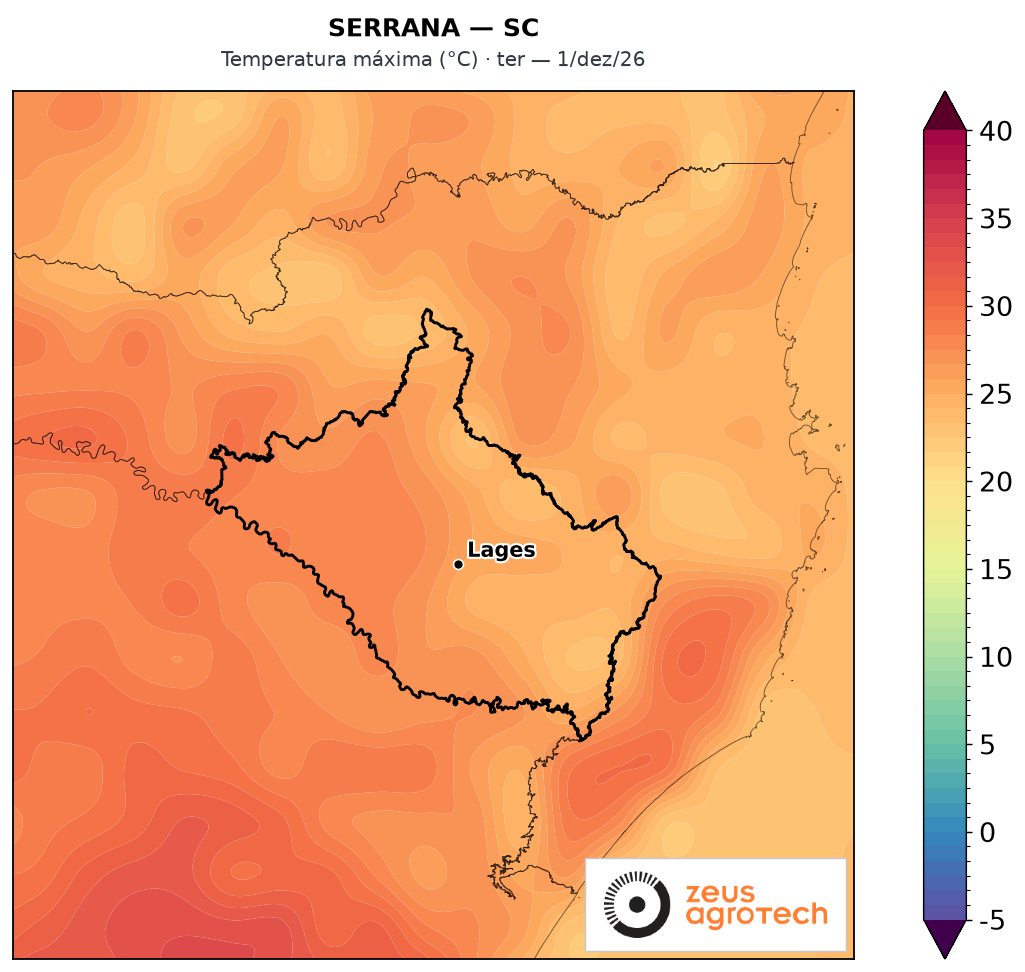 SERRANA — SC
Temperatura máxima (°C) · ter — 1/dez/26
40
35
30
25
20
15
10
5
0
-5
Lages
zeus
agrotech